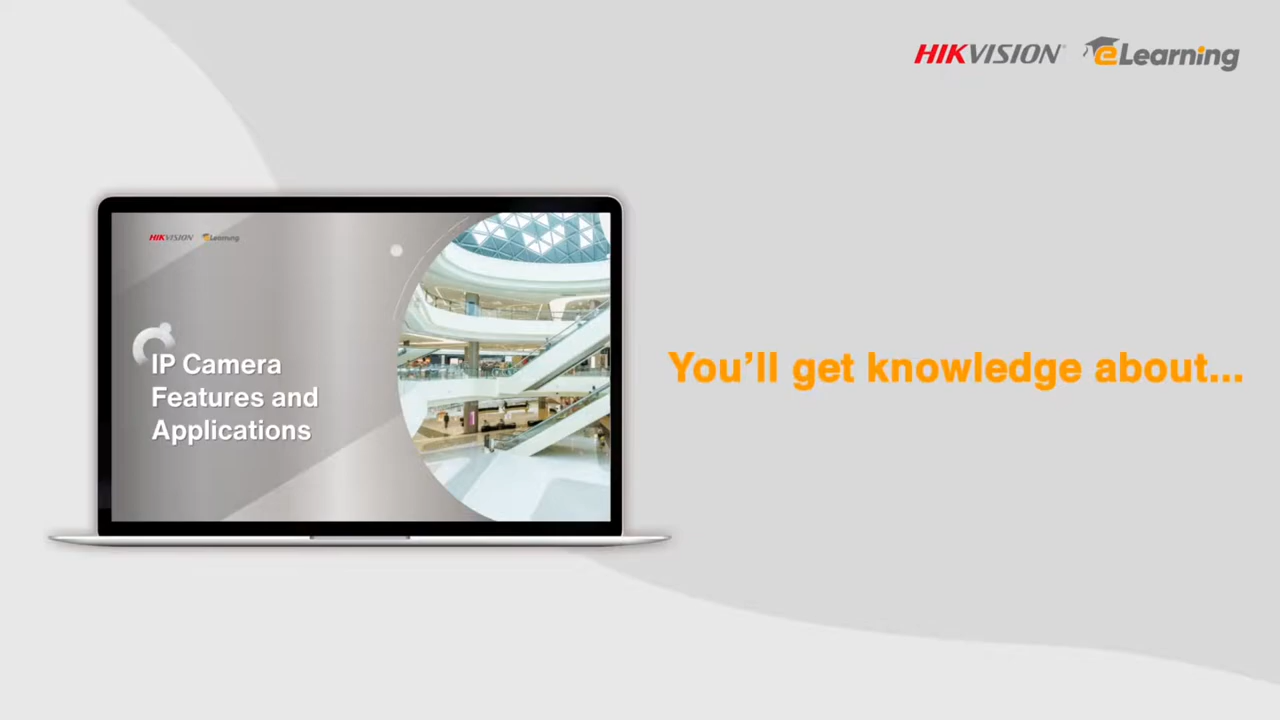 HIKVISION eLearning
HIKVISION eLearning
IP Camera
Features and
Applications
You'll get knowledge about...